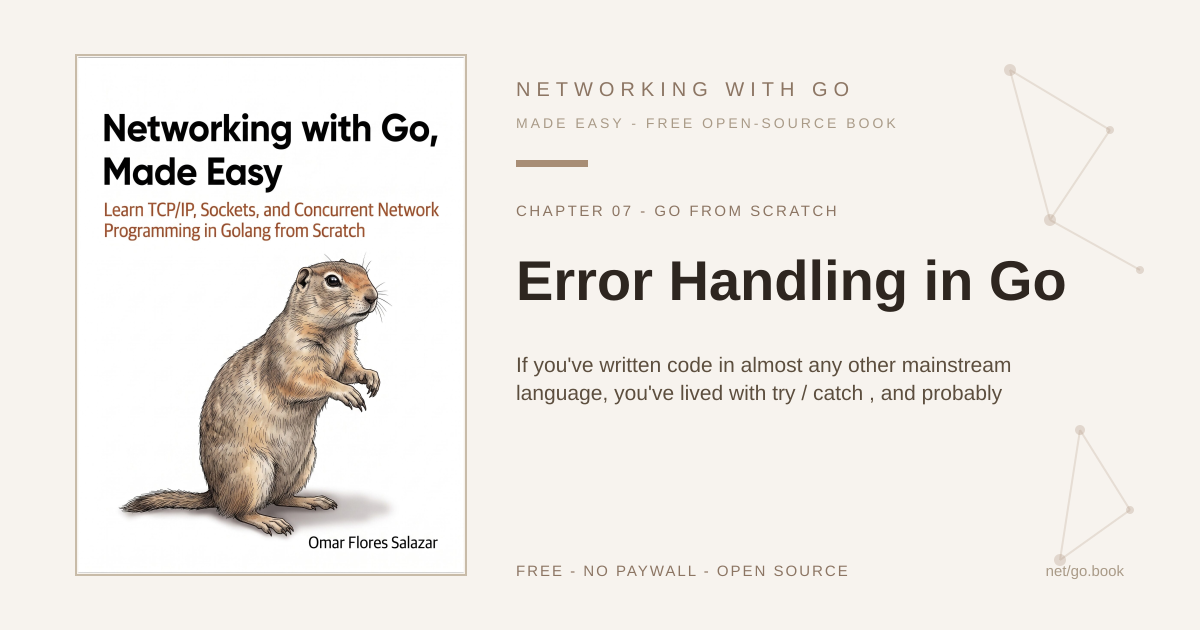 Networking with Go,
Made Easy
Learn TCP/IP, Sockets, and Concurrent Network
Programming in Golang from Scratch
Omar Flores Salazar
NETWORKING WITH GO
MADE EASY - FREE OPEN-SOURCE BOOK
CHAPTER 07 - GO FROM SCRATCH
Error Handling in Go
If you've written code in almost any other mainstream
language, you've lived with try / catch , and probably
FREE - NO PAYWALL - OPEN SOURCE
net/go.book